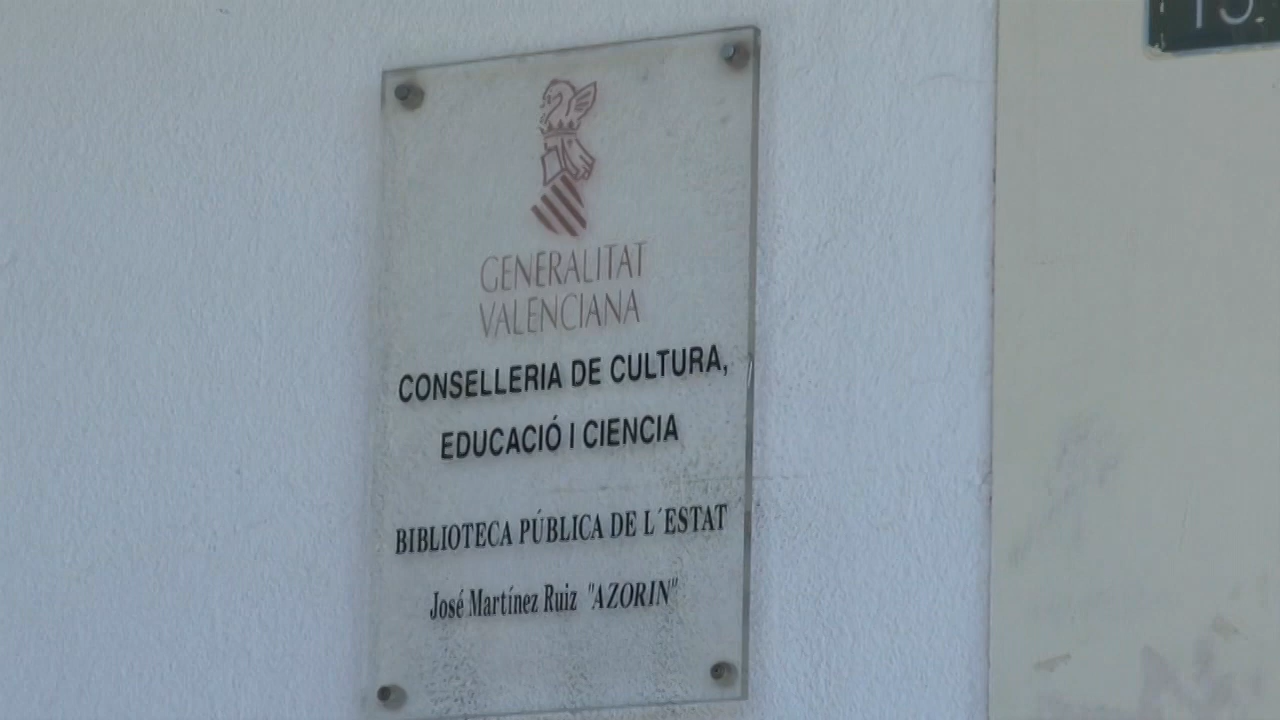 GENERALITAT
VALENCIANA
CONSELLERIA DE CULTURA,
EDUCACIÓ I CIENCIA
BIBLIOTECA PÚBLICA DE L´ESTAT
José Martínez Ruiz "AZORIN"